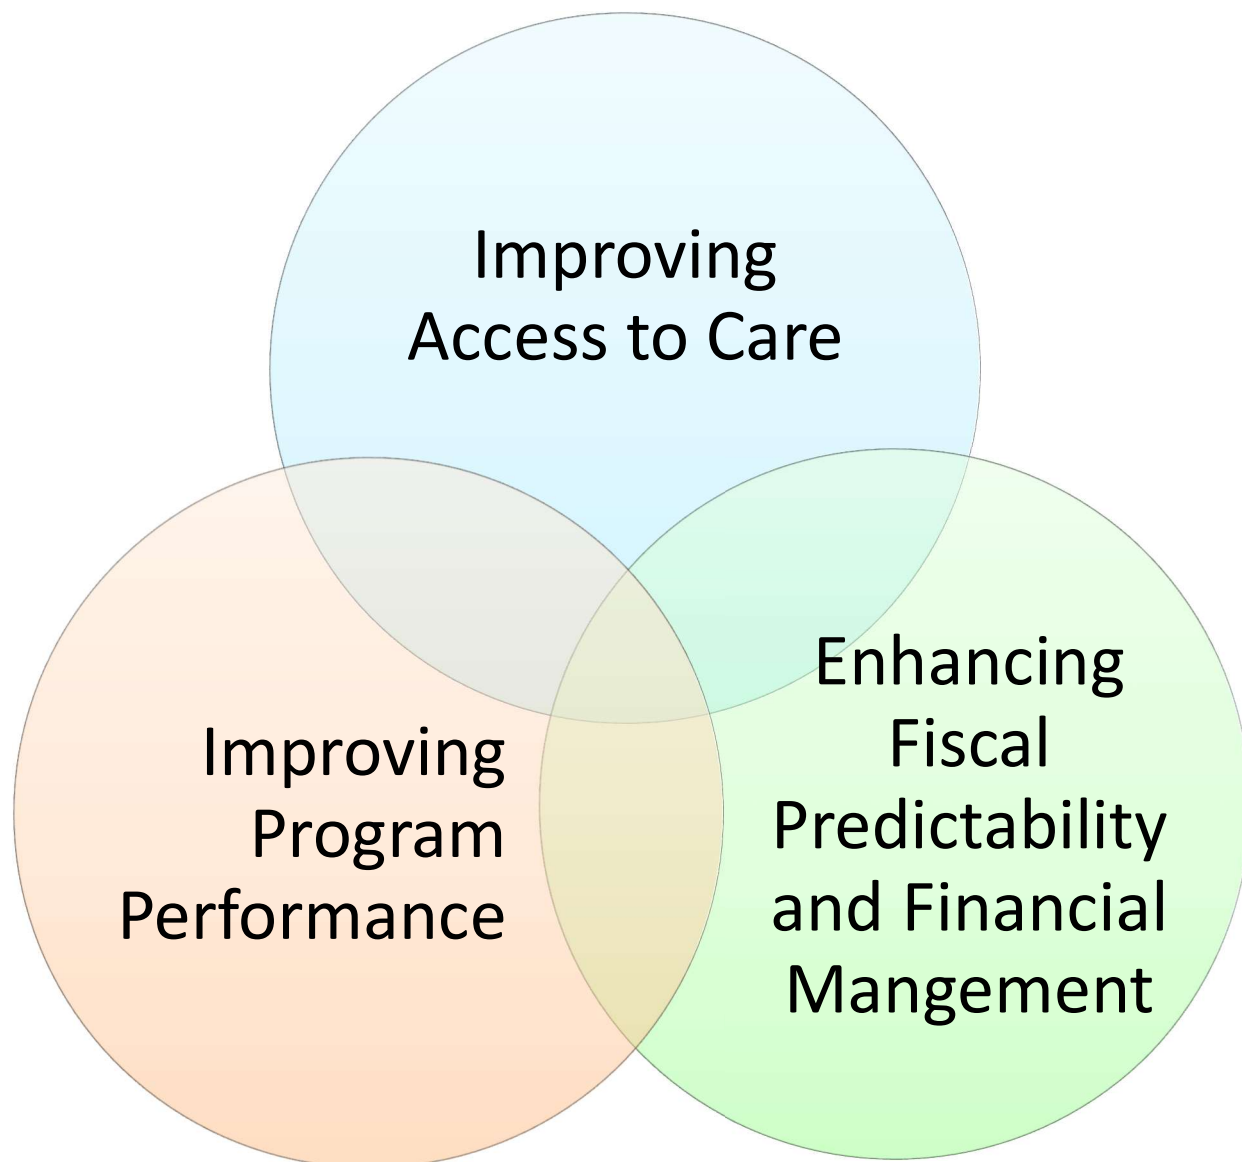 Improving
Access to Care
Improving
Program
Performance
Enhancing
Fiscal
Predictability
and Financial
Mangement